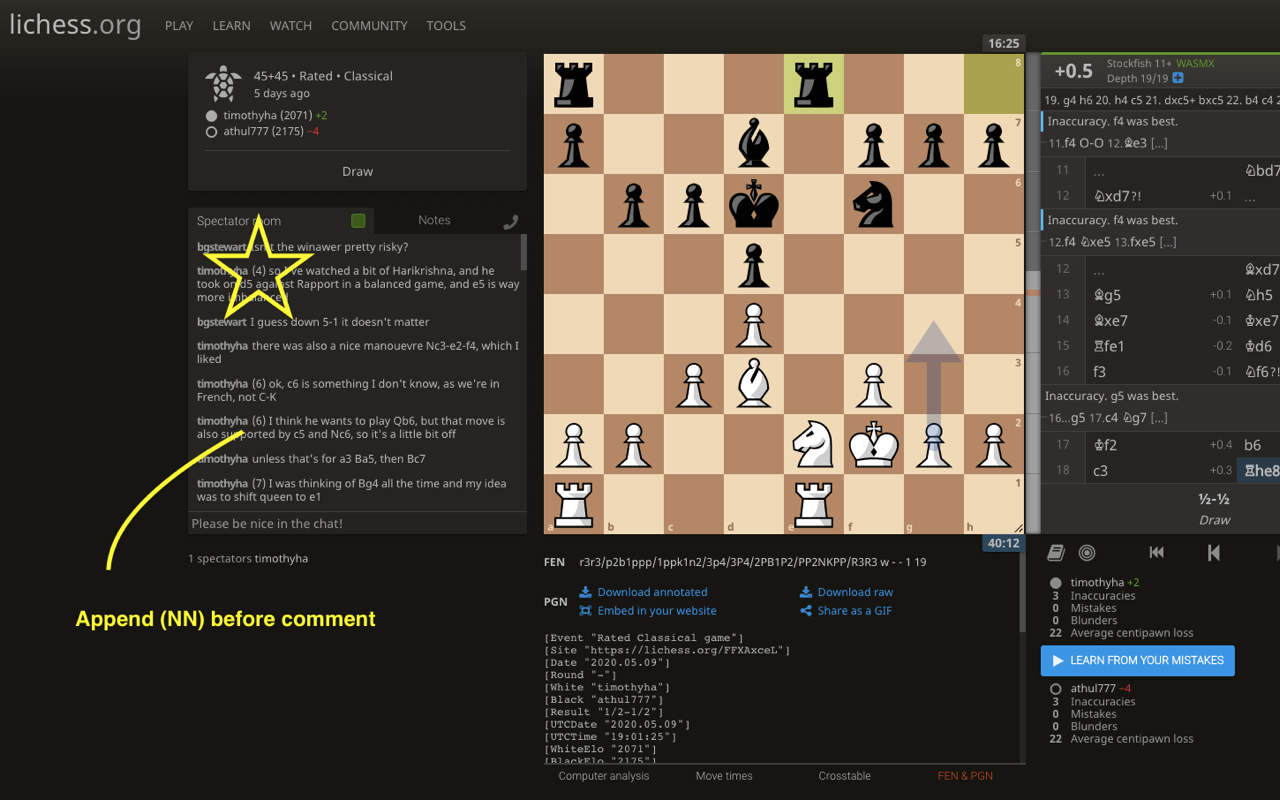 lichess.org PLAY LEARN WATCH COMMUNITY TOOLS
45+45 • Rated • Classical
5 days ago
timothyha (2071) +2
athul777 (2175) −4
Draw
Spectator room Notes
bgstewart Isn't the winawer pretty risky?
timothyha (4) so I've watched a bit of Harikrishna, and he
took on d5 against Rapport in a balanced game, and e5 is way
more imbalanced
bgstewart I guess down 5-1 it doesn't matter
timothyha there was also a nice manouevre Nc3-e2-f4, which I
liked
timothyha (6) ok, c6 is something I don't know, as we're in
French, not C-K
timothyha (6) I think he wants to play Qb6, but that move is
also supported by c5 and Nc6, so it's a little bit off
timothyha unless that's for a3 Ba5, then Bc7
timothyha (7) I was thinking of Bg4 all the time and my idea
was to shift queen to e1
Please be nice in the chat!
1 spectators timothyha
Append (NN) before comment
16:25
8
7
6
5
4
3
2
1
a b c d e f g h
40:12
FEN r3r3/p2b1ppp/1ppk1n2/3p4/3P4/2PB1P2/PP2NKPP/R3R3 w - - 1 19
PGN
Download annotated Download raw
Embed in your website Share as a GIF
[Event "Rated Classical game"]
[Site "https://lichess.org/FFXAxceL"]
[Date "2020.05.09"]
[Round "-"]
[White "timothyha"]
[Black "athul777"]
[Result "1/2-1/2"]
[UTCDate "2020.05.09"]
[UTCTime "19:01:25"]
[WhiteElo "2071"]
[BlackElo "2175"]
Computer analysis Move times Crosstable FEN & PGN
+0.5 Stockfish 11+ WASMX
Depth 19/19
19. g4 h6 20. h4 c5 21. dxc5+ bxc5 22. b4 c4 2
Inaccuracy. f4 was best.
11.f4 O-O 12.♗e3 [...]
11 ... ♘bd7
12 ♘xd7?! +0.1 ...
Inaccuracy. f4 was best.
12.f4 ♘xe5 13.fxe5 [...]
12 ... ♗xd7
13 ♗g5 +0.1 ♘h5
14 ♗xe7 -0.1 ♔xe7
15 ♖fe1 -0.2 ♔d6
16 f3 -0.1 ♘f6?!
Inaccuracy. g5 was best.
16...g5 17.c4 ♘g7 [...]
17 ♔f2 +0.4 b6
18 c3 +0.3 ♖he8
½-½
Draw
timothyha +2
3 Inaccuracies
0 Mistakes
0 Blunders
22 Average centipawn loss
LEARN FROM YOUR MISTAKES
athul777 −4
3 Inaccuracies
0 Mistakes
0 Blunders
22 Average centipawn loss